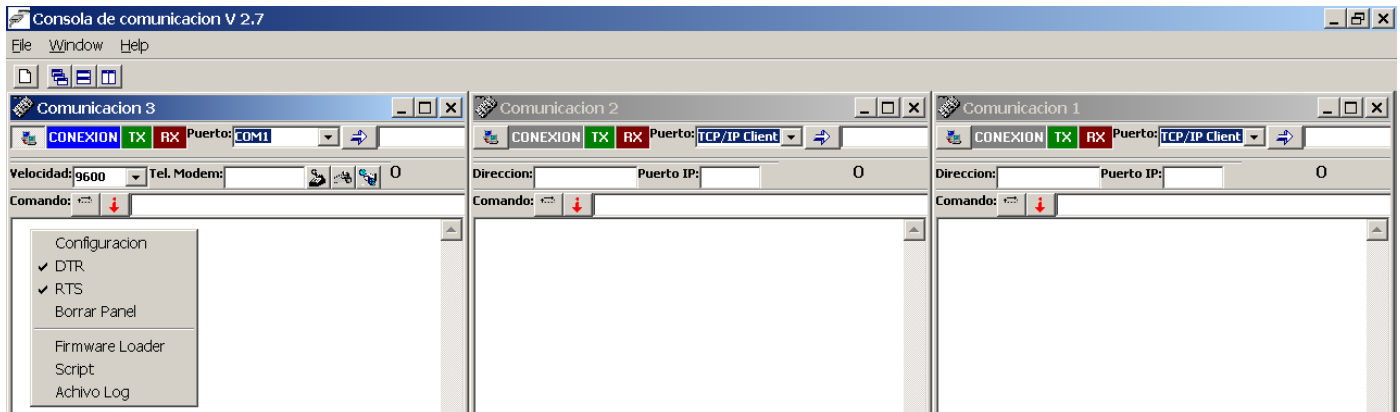 Consola de comunicacion V 2.7
File Window Help
Comunicacion 3
CONEXION TX RX Puerto: COM1
Velocidad: 9600 Tel. Modem: 0
Comando:
Configuracion
DTR
RTS
Borrar Panel
Firmware Loader
Script
Achivo Log
Comunicacion 2
CONEXION TX RX Puerto: TCP/IP Client
Direccion: Puerto IP: 0
Comando:
Comunicacion 1
CONEXION TX RX Puerto: TCP/IP Client
Direccion: Puerto IP: 0
Comando: